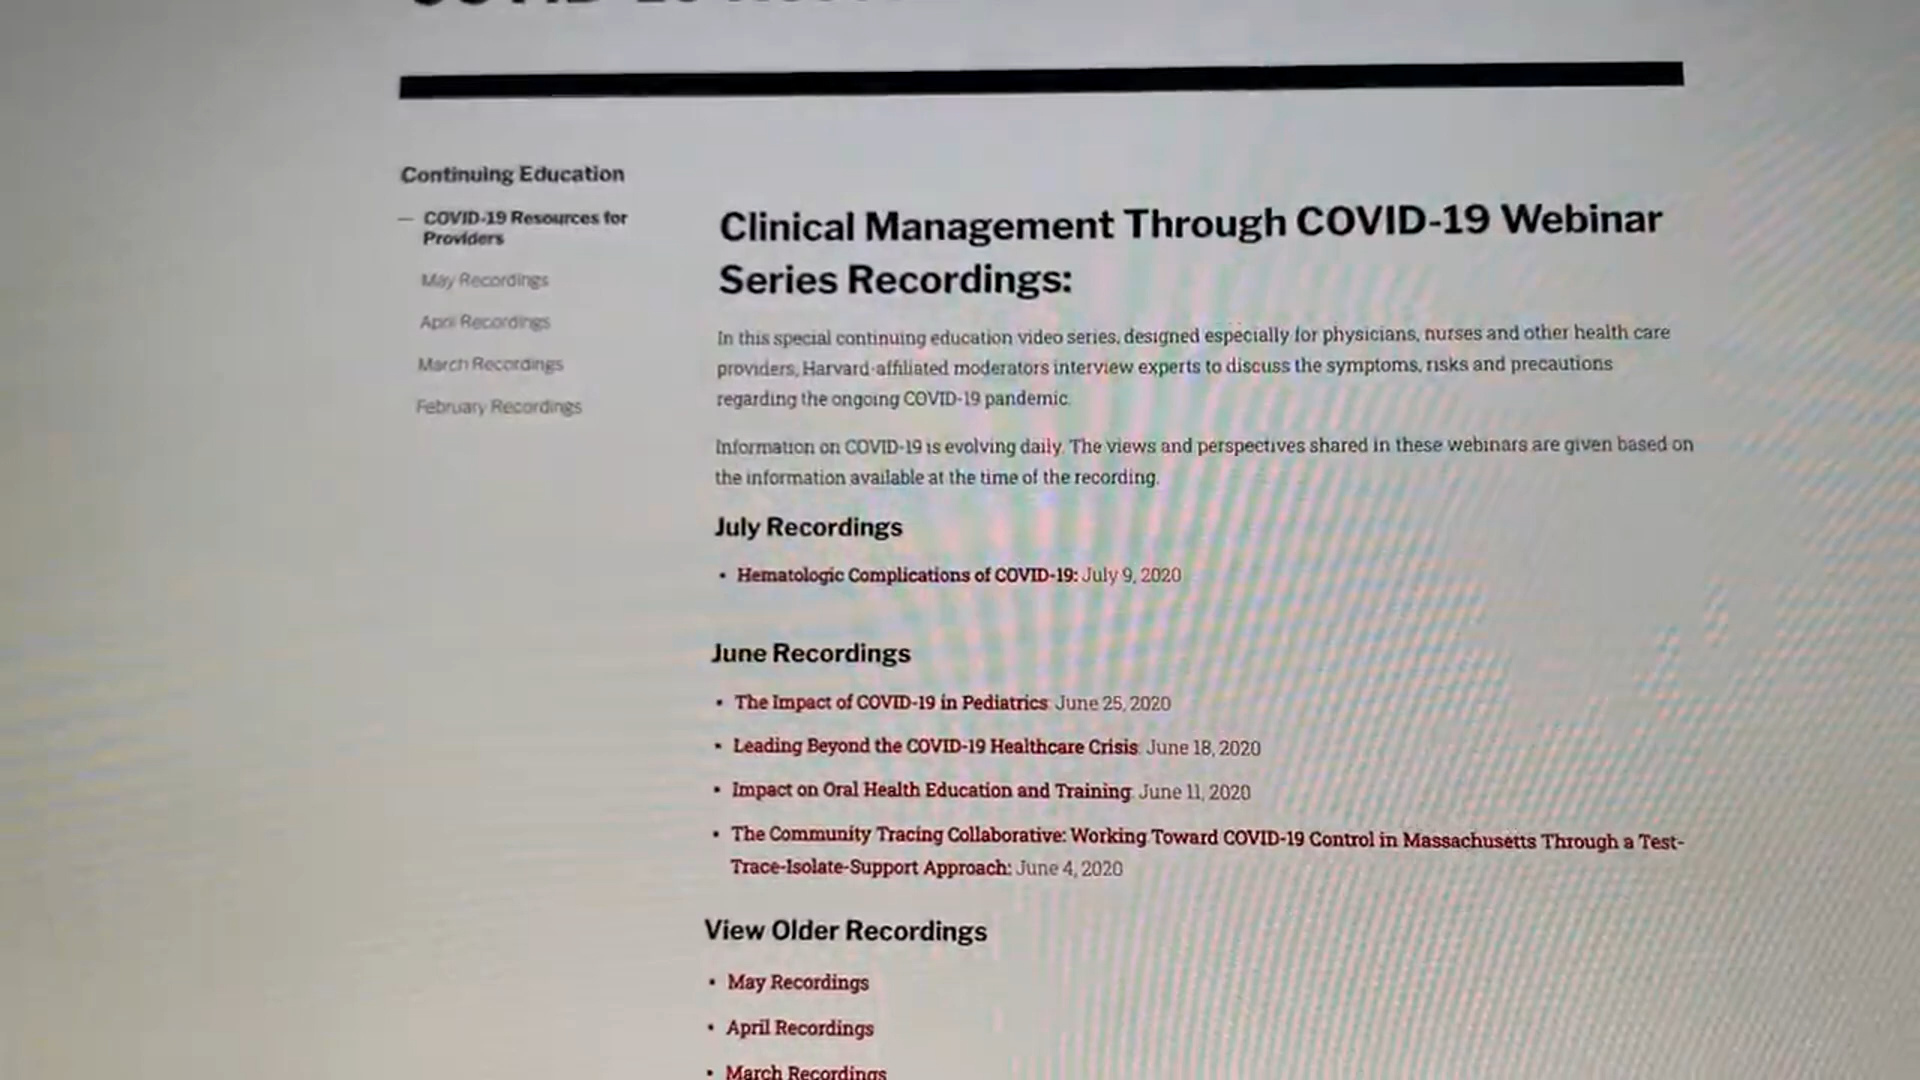 Continuing Education
— COVID-19 Resources for
Providers
May Recordings
April Recordings
March Recordings
February Recordings
Clinical Management Through COVID-19 Webinar
Series Recordings:
In this special continuing education video series, designed especially for physicians, nurses and other health care
providers, Harvard-affiliated moderators interview experts to discuss the symptoms, risks and precautions
regarding the ongoing COVID-19 pandemic.
Information on COVID-19 is evolving daily. The views and perspectives shared in these webinars are given based on
the information available at the time of the recording.
July Recordings
• Hematologic Complications of COVID-19: July 9, 2020
June Recordings
• The Impact of COVID-19 in Pediatrics: June 25, 2020
• Leading Beyond the COVID-19 Healthcare Crisis: June 18, 2020
• Impact on Oral Health Education and Training: June 11, 2020
• The Community Tracing Collaborative: Working Toward COVID-19 Control in Massachusetts Through a Test-
Trace-Isolate-Support Approach: June 4, 2020
View Older Recordings
• May Recordings
• April Recordings
• March Recordings